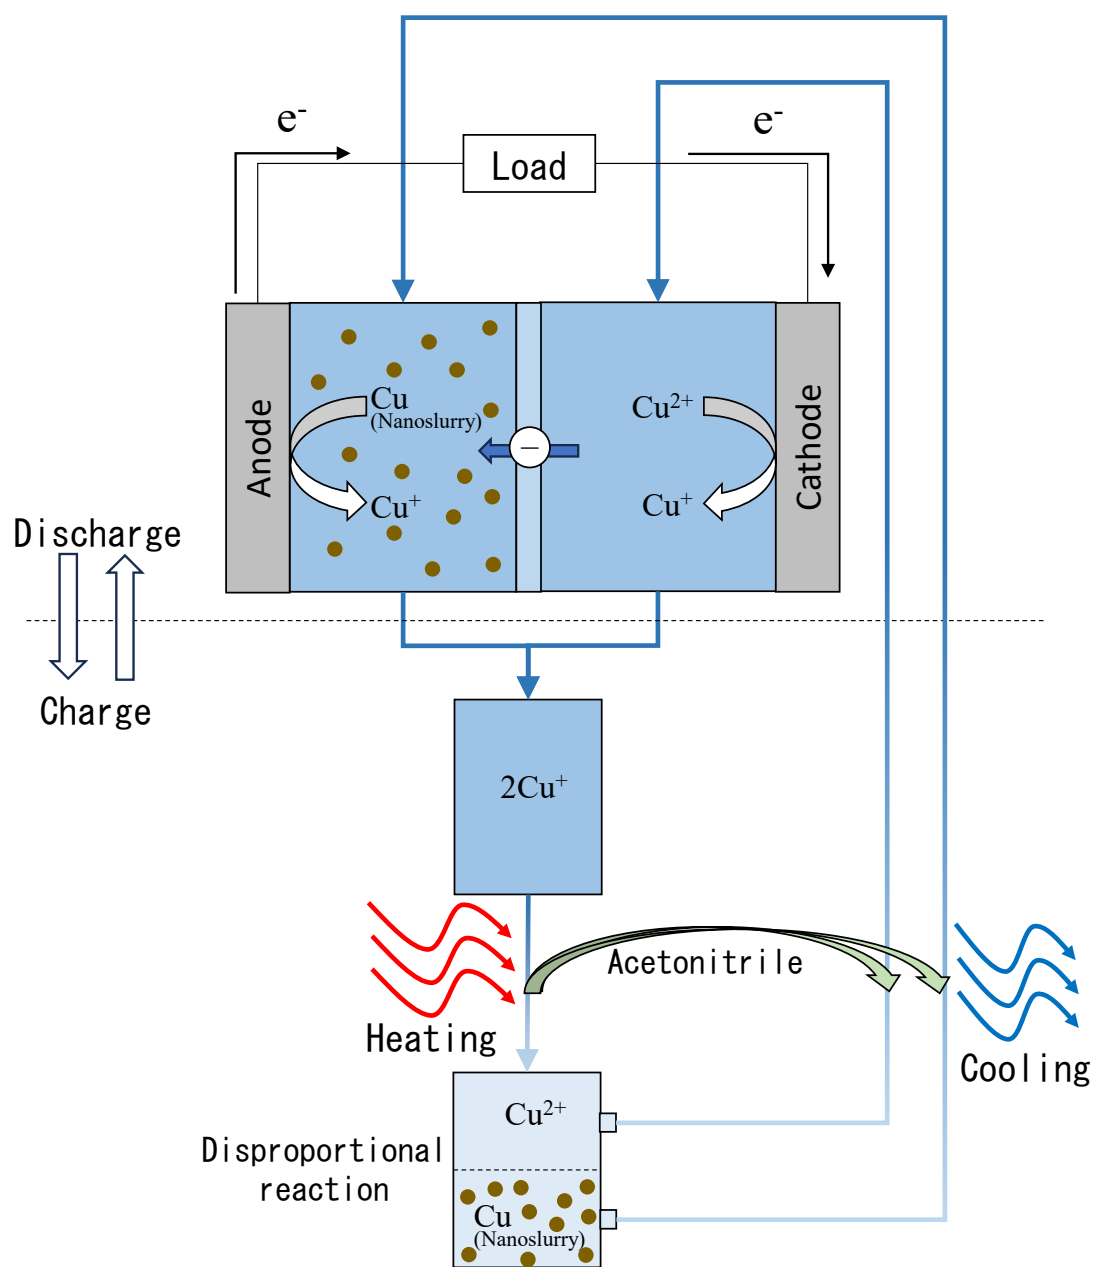 e⁻
e⁻
Load
Anode
Cu
(Nanoslurry)
Cu⁺
−
Cu²⁺
Cu⁺
Cathode
Discharge
Charge
2Cu⁺
Heating
Acetonitrile
Cooling
Disproportional
reaction
Cu²⁺
Cu
(Nanoslurry)